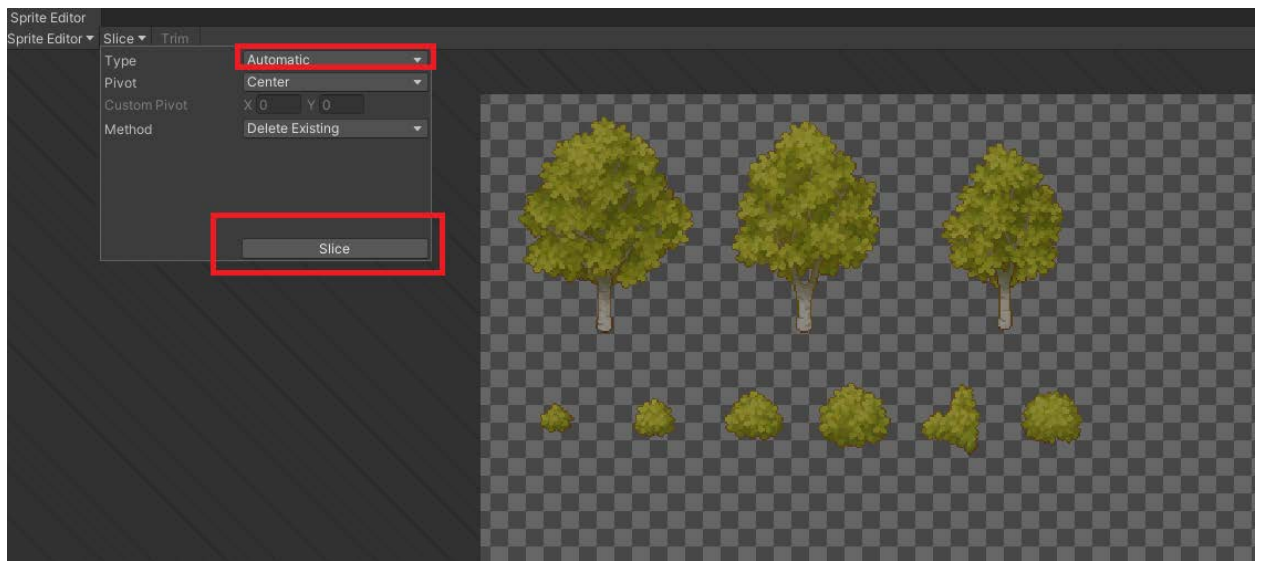 Sprite Editor
Sprite Editor Slice Trim
Type Automatic
Pivot Center
Custom Pivot X 0 Y 0
Method Delete Existing
Slice